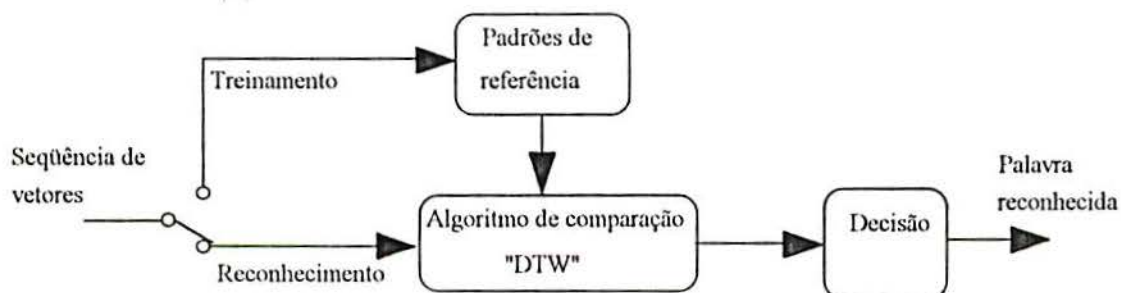 Padrões de
referência
Treinamento
Seqüência de
vetores
Algoritmo de comparação
"DTW"
Reconhecimento
Decisão
Palavra
reconhecida